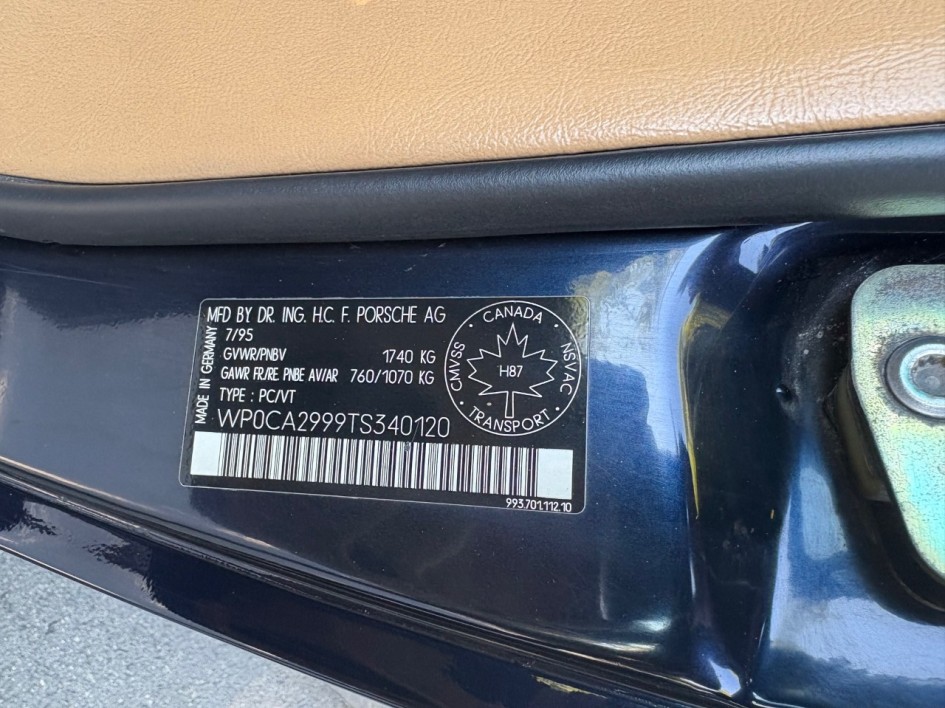 MFD BY DR. ING. H.C. F. PORSCHE AG
7/95
GVWR/PNBV 1740 KG
GAWR FR/RE PNBE AV/AR 760/1070 KG
TYPE : PC/VT
WP0CA2999TS340120
MADE IN GERMANY
· CANADA ·
CMVSS
NSVAC
· TRANSPORT ·
H87
993.701.112.10